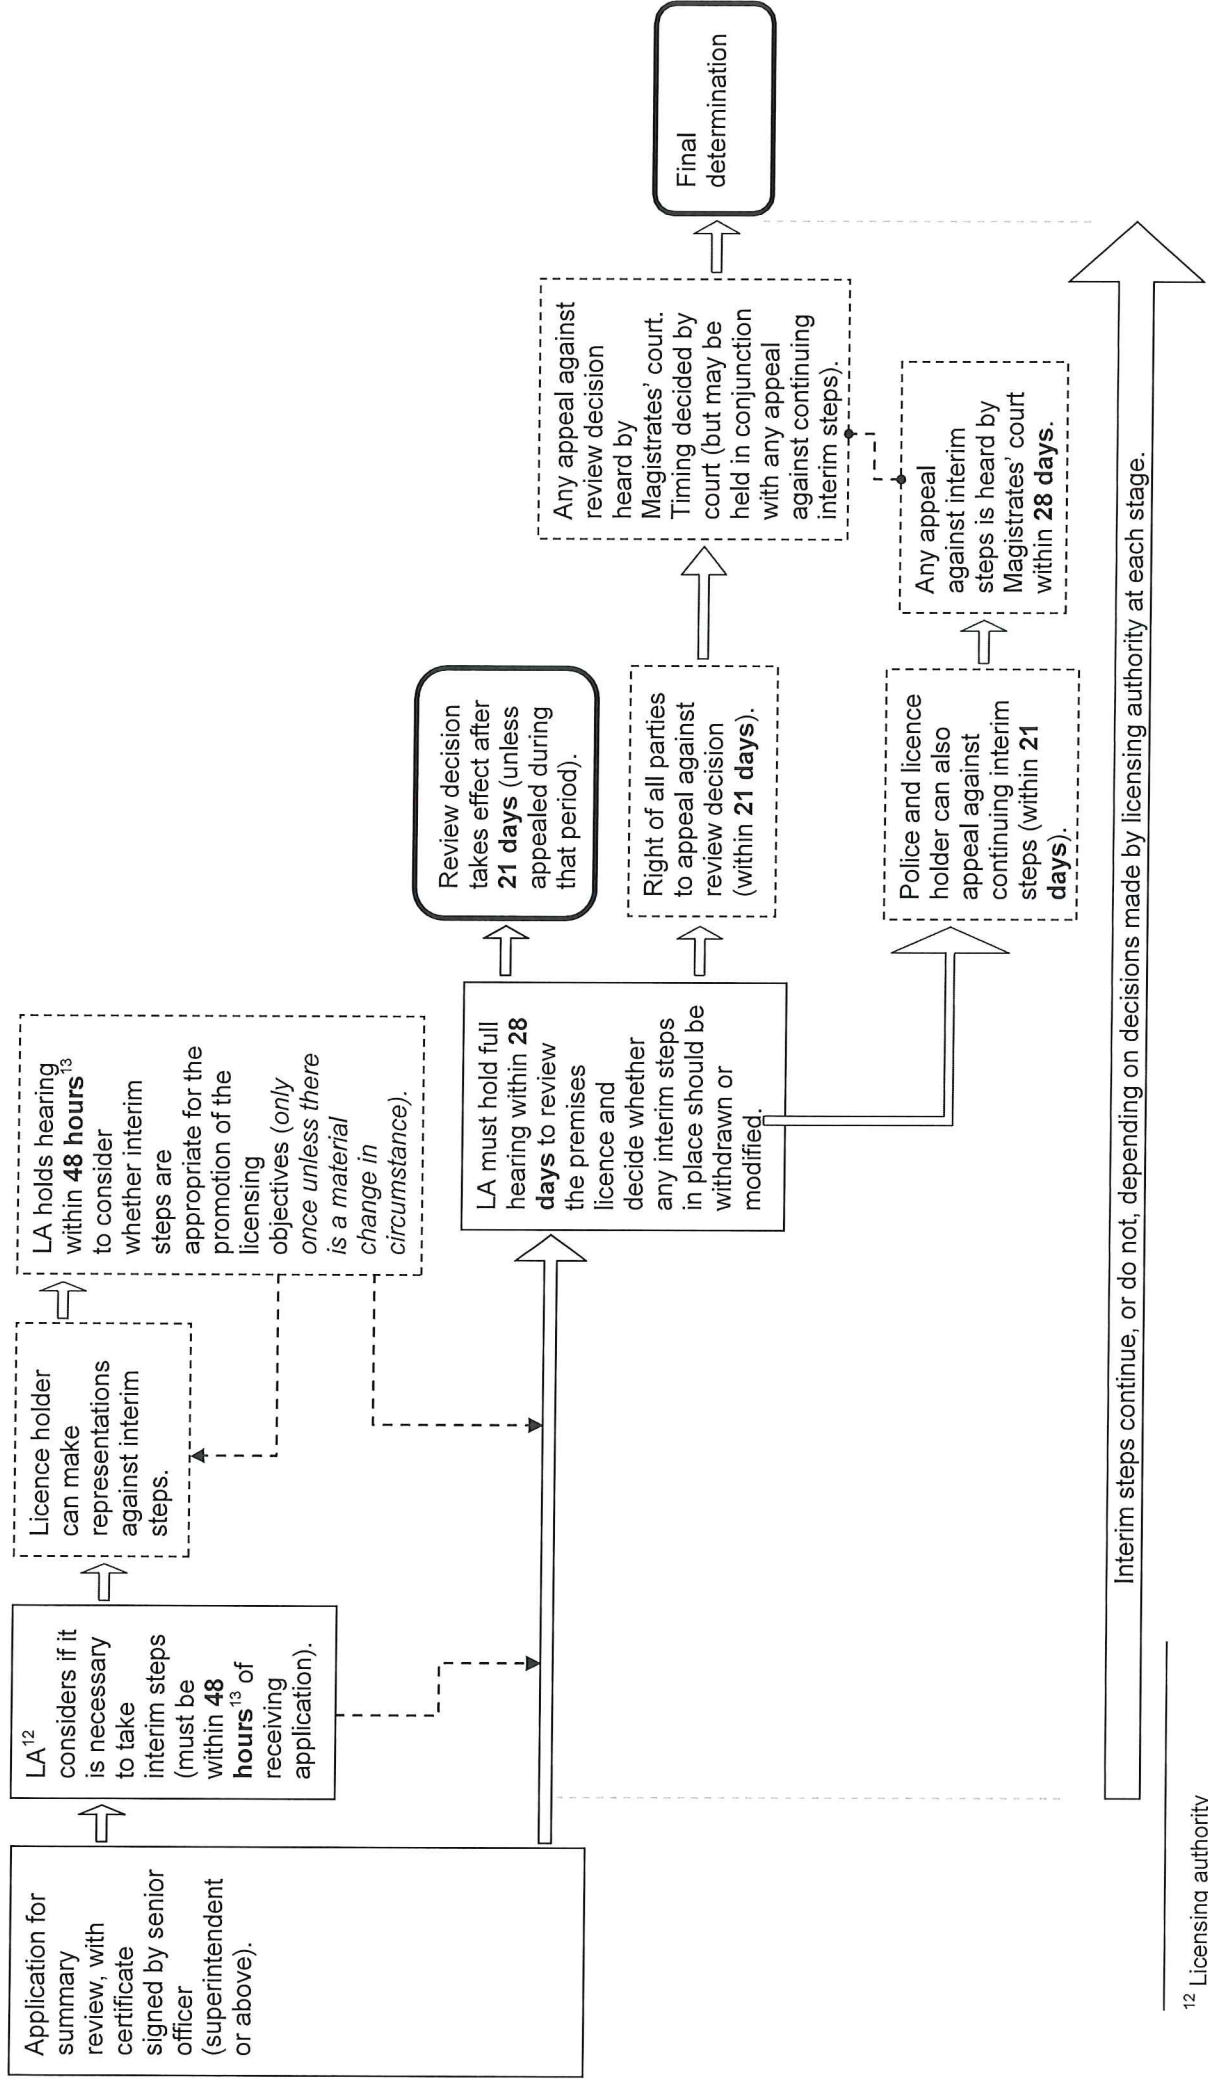 Application for
summary
review, with
certificate
signed by senior
officer
(superintendent
or above).
LA12
considers if it
is necessary
to take
interim steps
(must be
within 48
hours13 of
receiving
application).
Licence holder
can make
representations
against interim
steps.
LA holds hearing
within 48 hours13
to consider
whether interim
steps are
appropriate for the
promotion of the
licensing
objectives (only
once unless there
is a material
change in
circumstance).
LA must hold full
hearing within 28
days to review
the premises
licence and
decide whether
any interim steps
in place should be
withdrawn or
modified.
Review decision
takes effect after
21 days (unless
appealed during
that period).
Right of all parties
to appeal against
review decision
(within 21 days).
Police and licence
holder can also
appeal against
continuing interim
steps (within 21
days).
Any appeal against
review decision
heard by
Magistrates' court.
Timing decided by
court (but may be
held in conjunction
with any appeal
against continuing
interim steps).
Any appeal
against interim
steps is heard by
Magistrates' court
within 28 days.
Final
determination
Interim steps continue, or do not, depending on decisions made by licensing authority at each stage.
12 Licensing authority